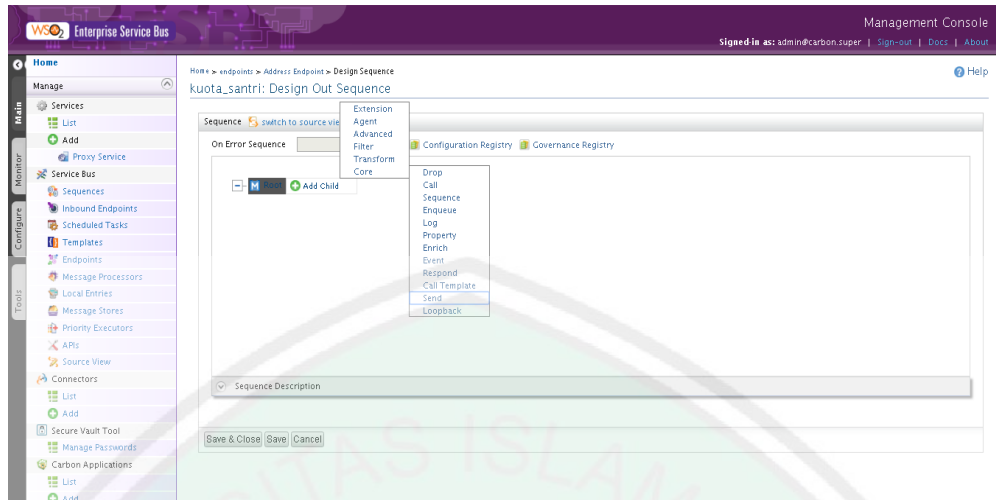 WSO2 Enterprise Service Bus
Management Console
Signed-in as: admin@carbon.super | Sign-out | Docs | About
Main
Monitor
Configure
Tools
Home
Manage
Services
List
Add
Proxy Service
Service Bus
Sequences
Inbound Endpoints
Scheduled Tasks
Templates
Endpoints
Message Processors
Local Entries
Message Stores
Priority Executors
APIs
Source View
Connectors
List
Add
Secure Vault Tool
Manage Passwords
Carbon Applications
List
Add
Home > endpoints > Address Endpoint > Design Sequence
Help
kuota_santri: Design Out Sequence
Sequence switch to source vie
On Error Sequence
Configuration Registry Governance Registry
Root Add Child
Extension
Agent
Advanced
Filter
Transform
Core
Drop
Call
Sequence
Enqueue
Log
Property
Enrich
Event
Respond
Call Template
Send
Loopback
Sequence Description
Save & Close Save Cancel
ITAS ISLA